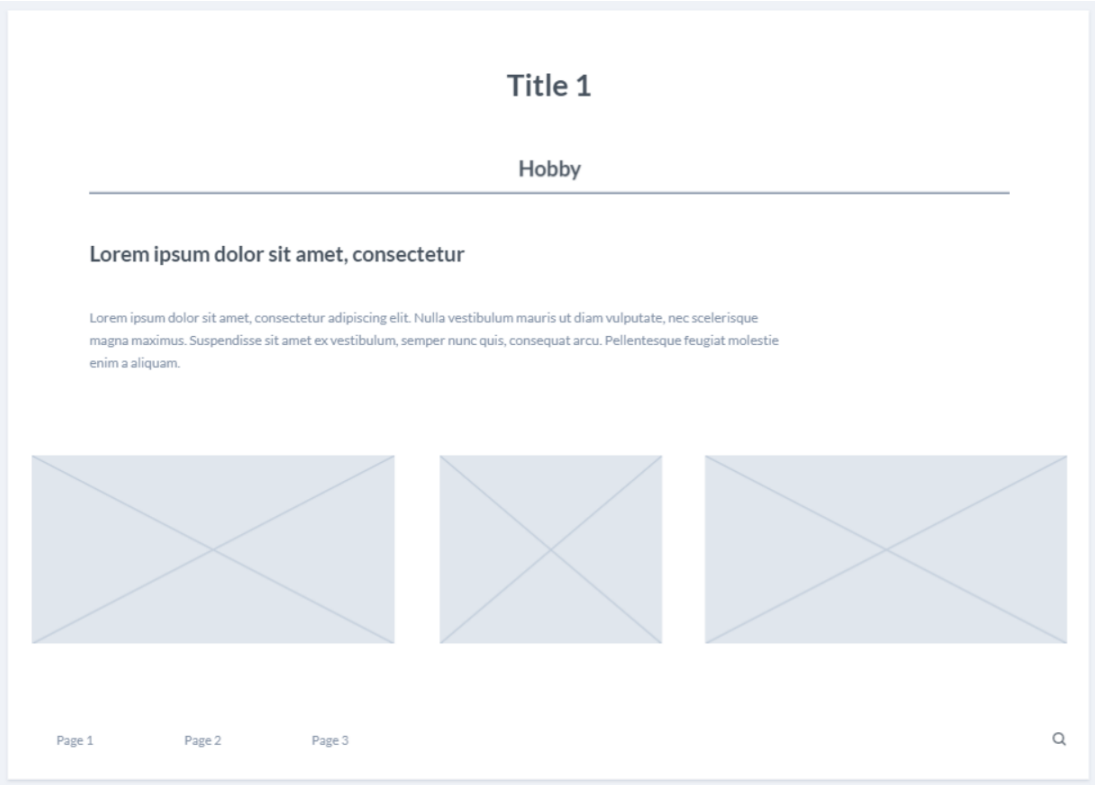 Title 1
Hobby
Lorem ipsum dolor sit amet, consectetur
Lorem ipsum dolor sit amet, consectetur adipiscing elit. Nulla vestibulum mauris ut diam vulputate, nec scelerisque
magna maximus. Suspendisse sit amet ex vestibulum, semper nunc quis, consequat arcu. Pellentesque feugiat molestie
enim a aliquam.
Page 1
Page 2
Page 3